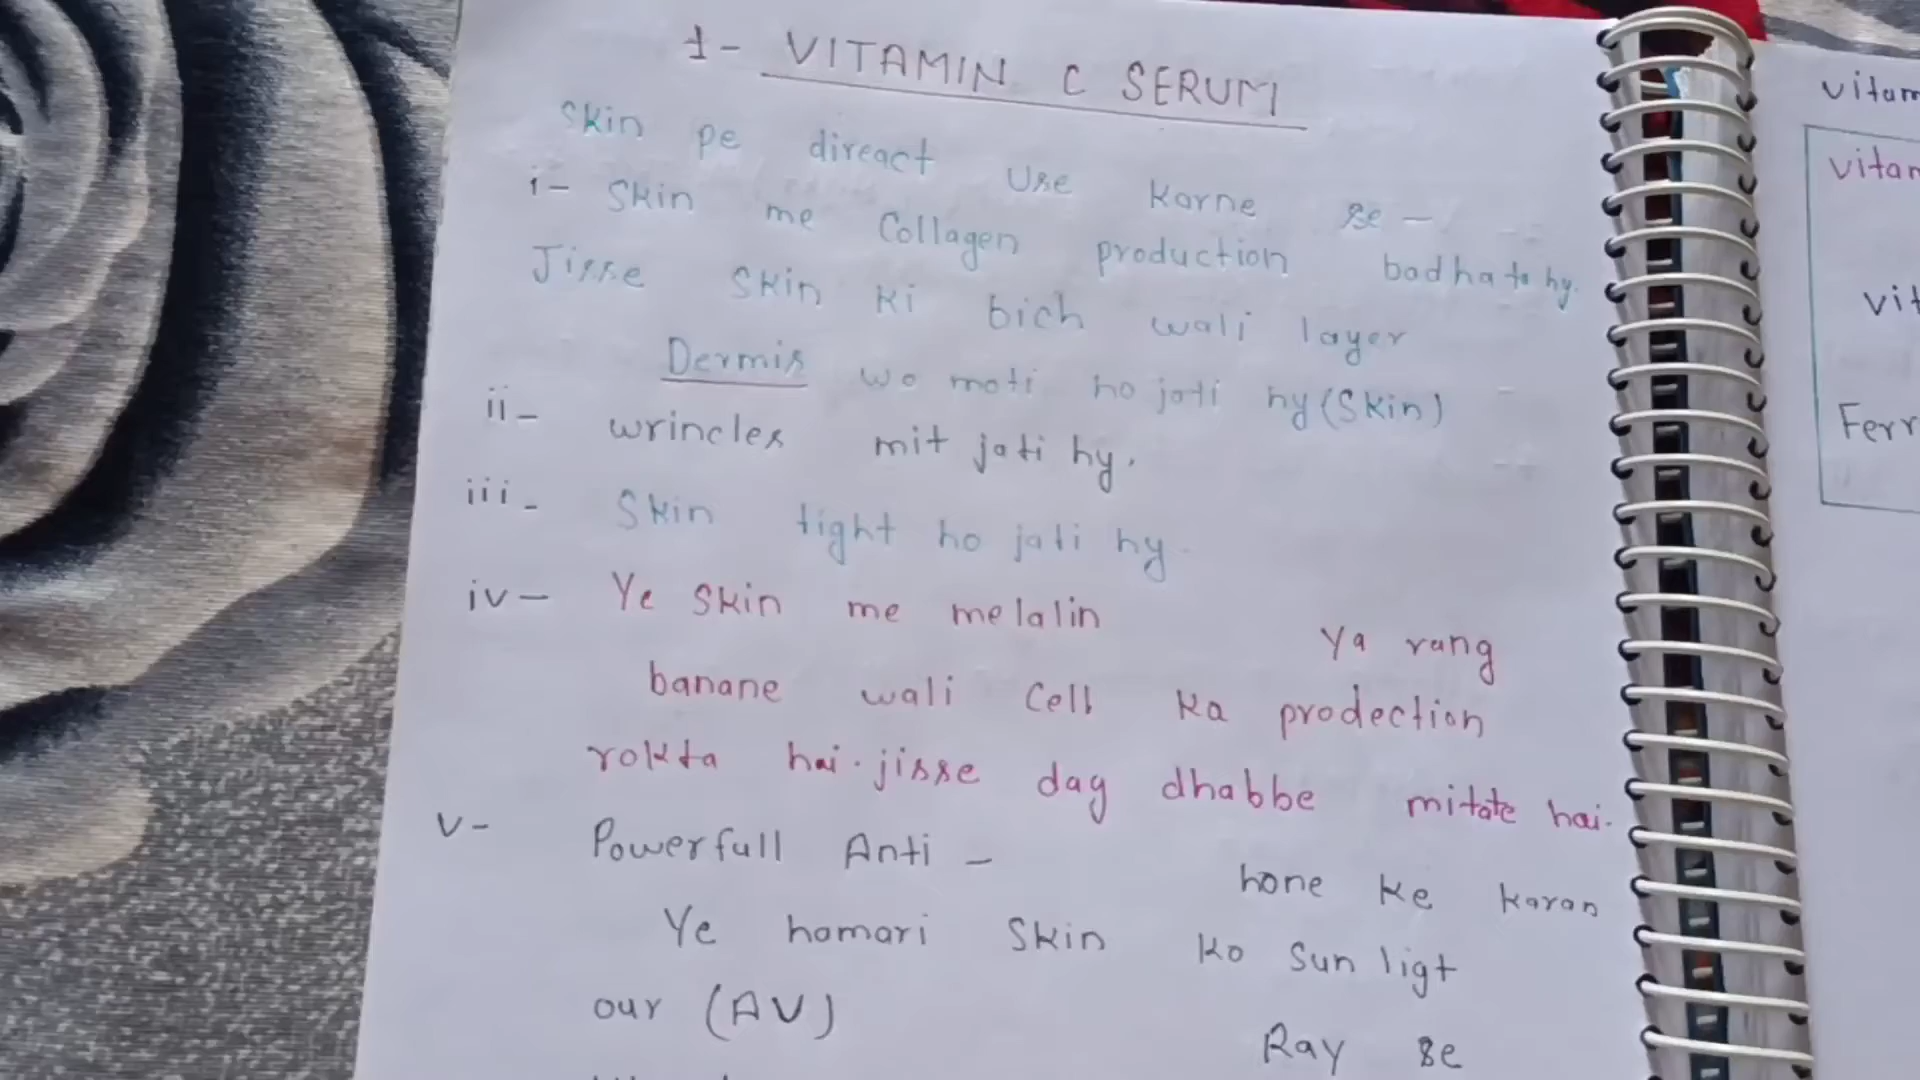 1- VITAMIN C SERUM
Skin pe direact Use Karne se -
i- Skin me Collagen production badhata hy.
Jisse Skin Ki bich wali layer
Dermis wo moti ho jati hy (Skin)
ii- wrincles mit jati hy.
iii- Skin tight ho jati hy.
iv- Ye Skin me melalin Ya rang
banane wali Cell Ka prodection
rokta hai. jisse dag dhabbe mitate hai.
v- Powerfull Anti - hone Ke Karan
Ye hamari Skin Ko Sun ligt
our (AV) Ray se
vitam
vitam
vit
Ferr